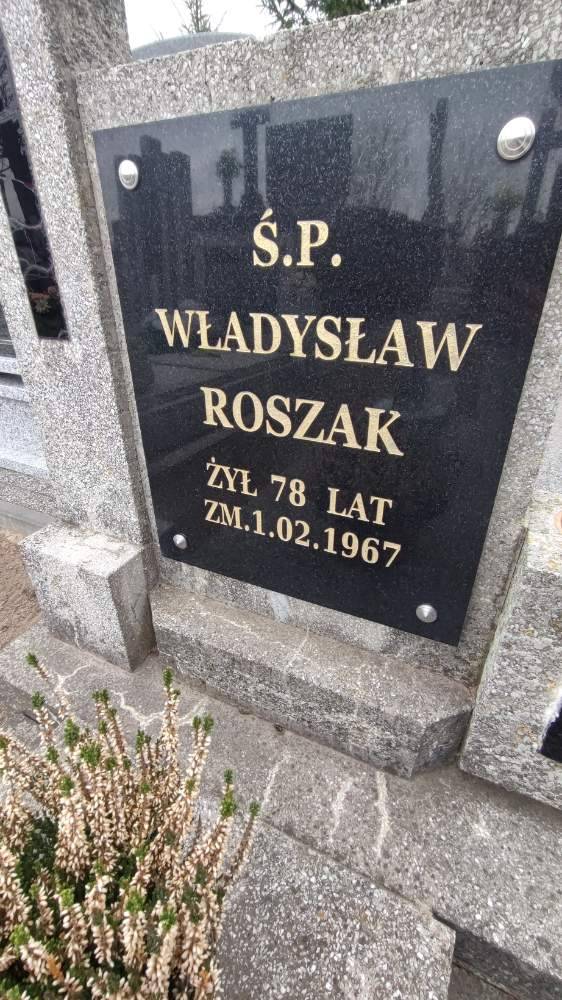 Ś.P.
WŁADYSŁAW
ROSZAK
ŻYŁ 78 LAT
ZM.1.02.1967